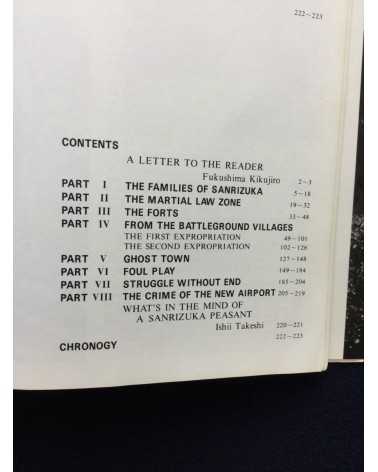 222~223
CONTENTS
A LETTER TO THE READER
Fukushima Kikujiro 2~3
PART I THE FAMILIES OF SANRIZUKA 5~18
PART II THE MARTIAL LAW ZONE 19~32
PART III THE FORTS 33~48
PART IV FROM THE BATTLEGROUND VILLAGES
THE FIRST EXPROPRIATION 49~101
THE SECOND EXPROPRIATION 102~126
PART V GHOST TOWN 127~148
PART VI FOUL PLAY 149~184
PART VII STRUGGLE WITHOUT END 185~204
PART VIII THE CRIME OF THE NEW AIRPORT 205~219
WHAT'S IN THE MIND OF
A SANRIZUKA PEASANT
Ishii Takeshi 220~221
222~223
CHRONOGY